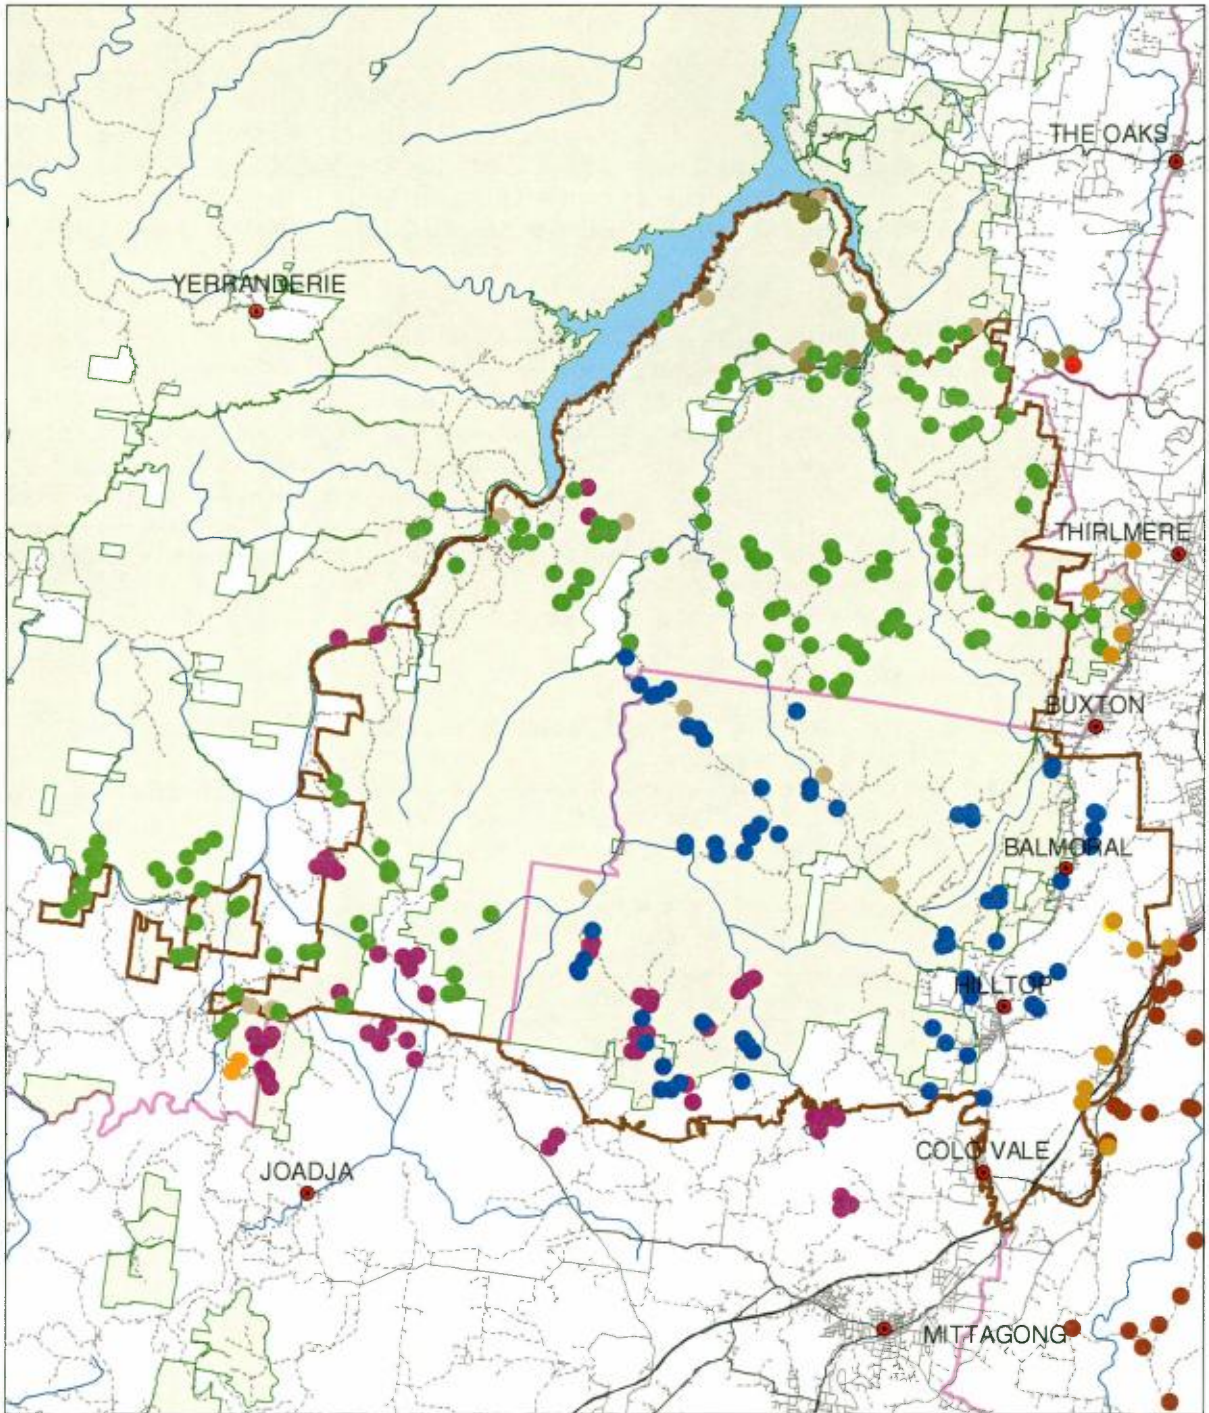 THE OAKS
YERRANDERIE
THIRLMERE
BUXTON
BALMORAL
HILLTOP
COLO VALE
JOADJA
MITTAGONG